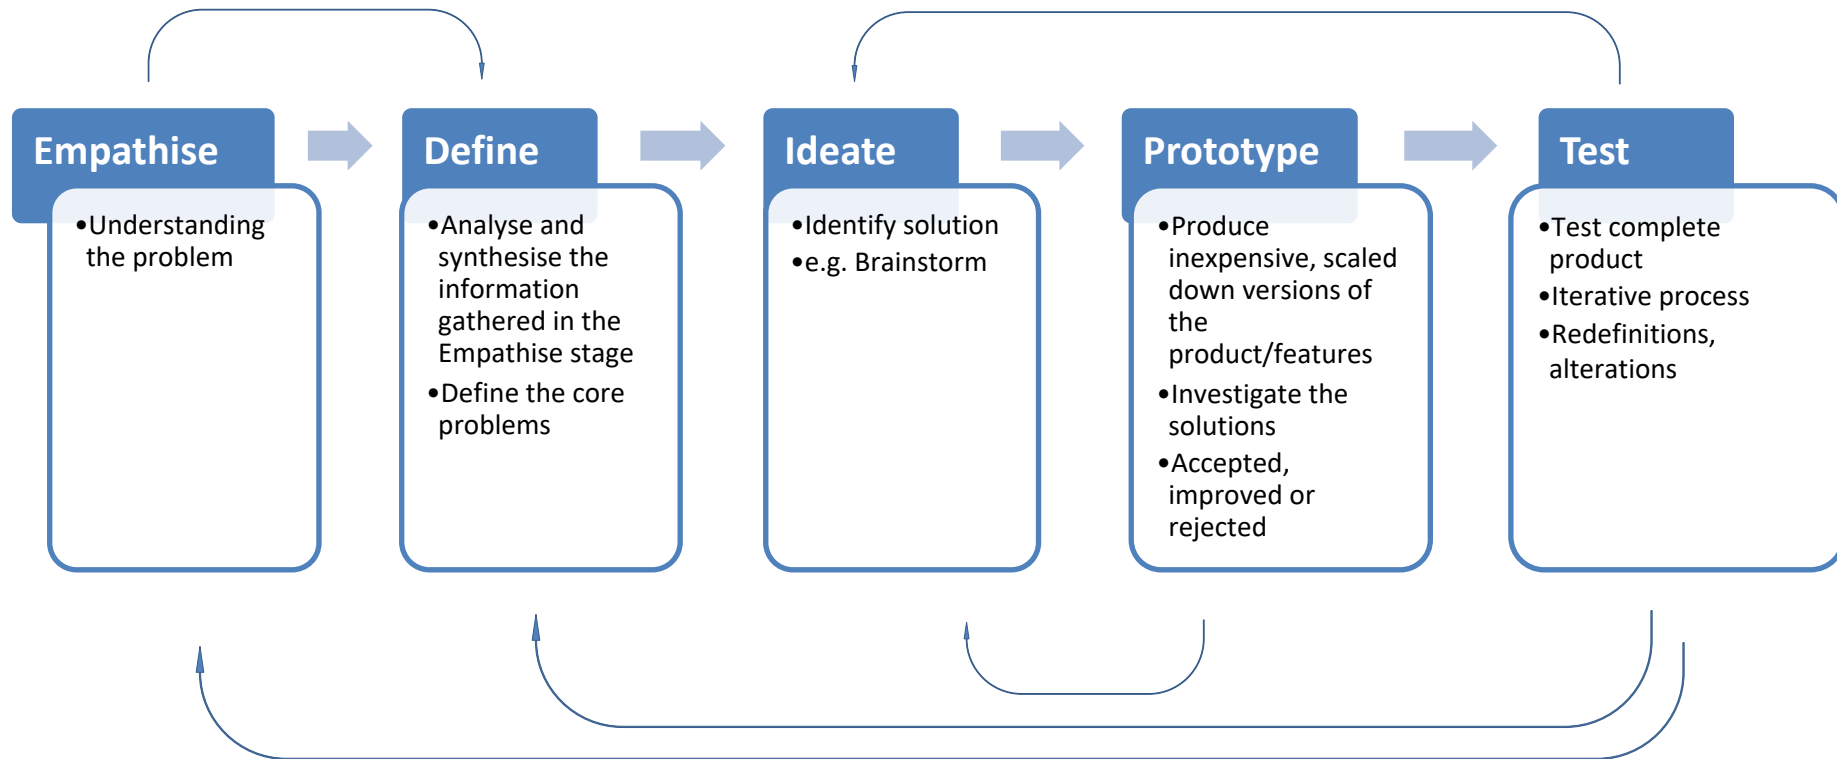 Empathise
•Understanding
the problem
Define
•Analyse and
synthesise the
information
gathered in the
Empathise stage
•Define the core
problems
Ideate
•Identify solution
•e.g. Brainstorm
Prototype
•Produce
inexpensive, scaled
down versions of
the
product/features
•Investigate the
solutions
•Accepted,
improved or
rejected
Test
•Test complete
product
•Iterative process
•Redefinitions,
alterations